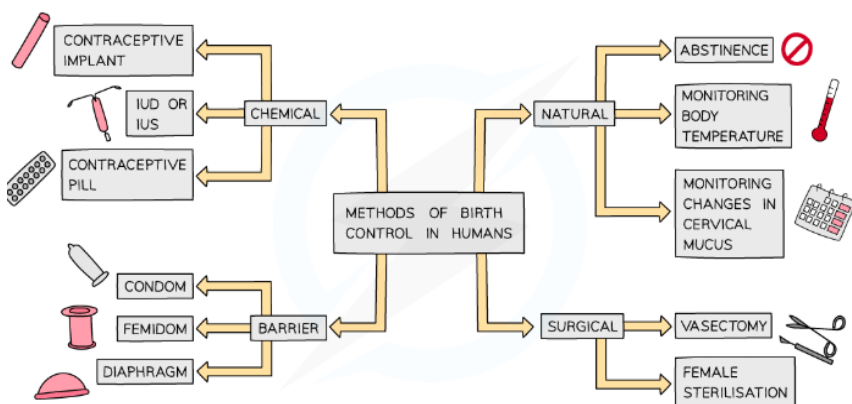 CONTRACEPTIVE
IMPLANT
IUD OR
IUS
CONTRACEPTIVE
PILL
CHEMICAL
METHODS OF BIRTH
CONTROL IN HUMANS
NATURAL
ABSTINENCE
MONITORING
BODY
TEMPERATURE
MONITORING
CHANGES IN
CERVICAL
MUCUS
CONDOM
FEMIDOM
DIAPHRAGM
BARRIER
SURGICAL
VASECTOMY
FEMALE
STERILISATION